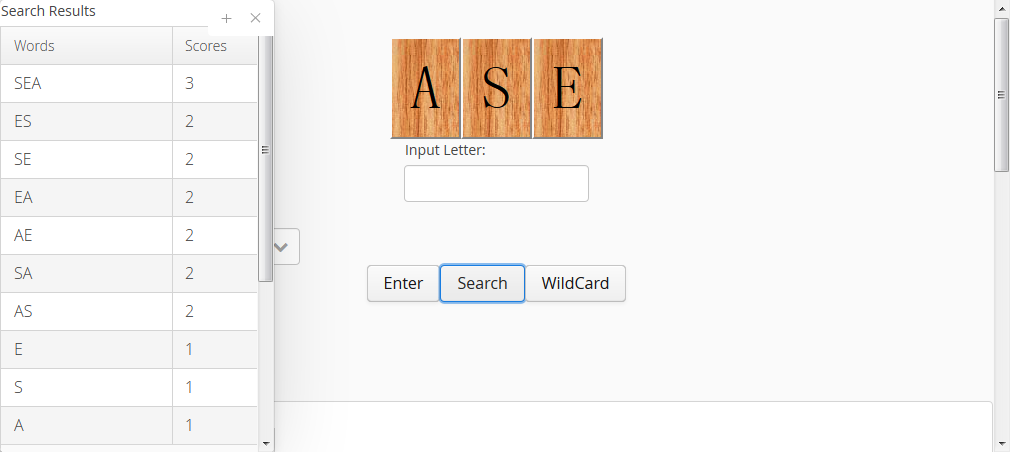 Search Results
Words Scores
SEA 3
ES 2
SE 2
EA 2
AE 2
SA 2
AS 2
E 1
S 1
A 1
A S E
Input Letter:
Enter Search WildCard